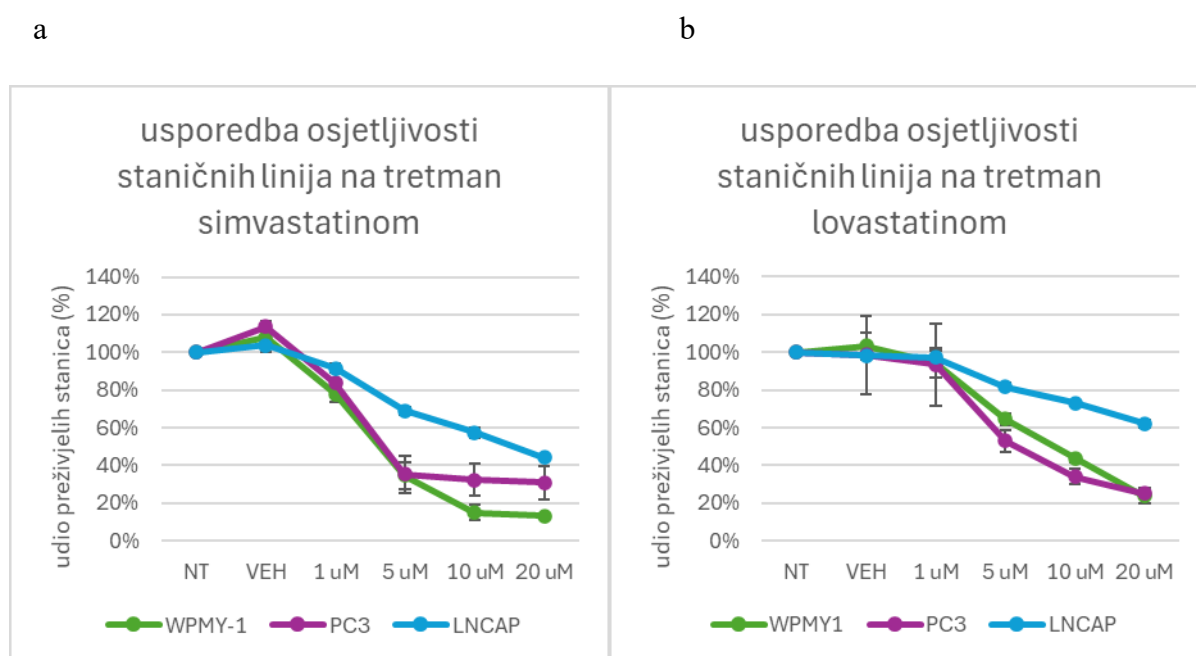 a
b
usporedba osjetljivosti
staničnih linija na tretman
simvastatinom
udio preživjelih stanica (%)
140%
120%
100%
80%
60%
40%
20%
0%
NT VEH 1 uM 5 uM 10 uM 20 uM
WPMY-1 PC3 LNCAP
usporedba osjetljivosti
staničnih linija na tretman
lovastatinom
udio preživjelih stanica (%)
140%
120%
100%
80%
60%
40%
20%
0%
NT VEH 1 uM 5 uM 10 uM 20 uM
WPMY1 PC3 LNCAP